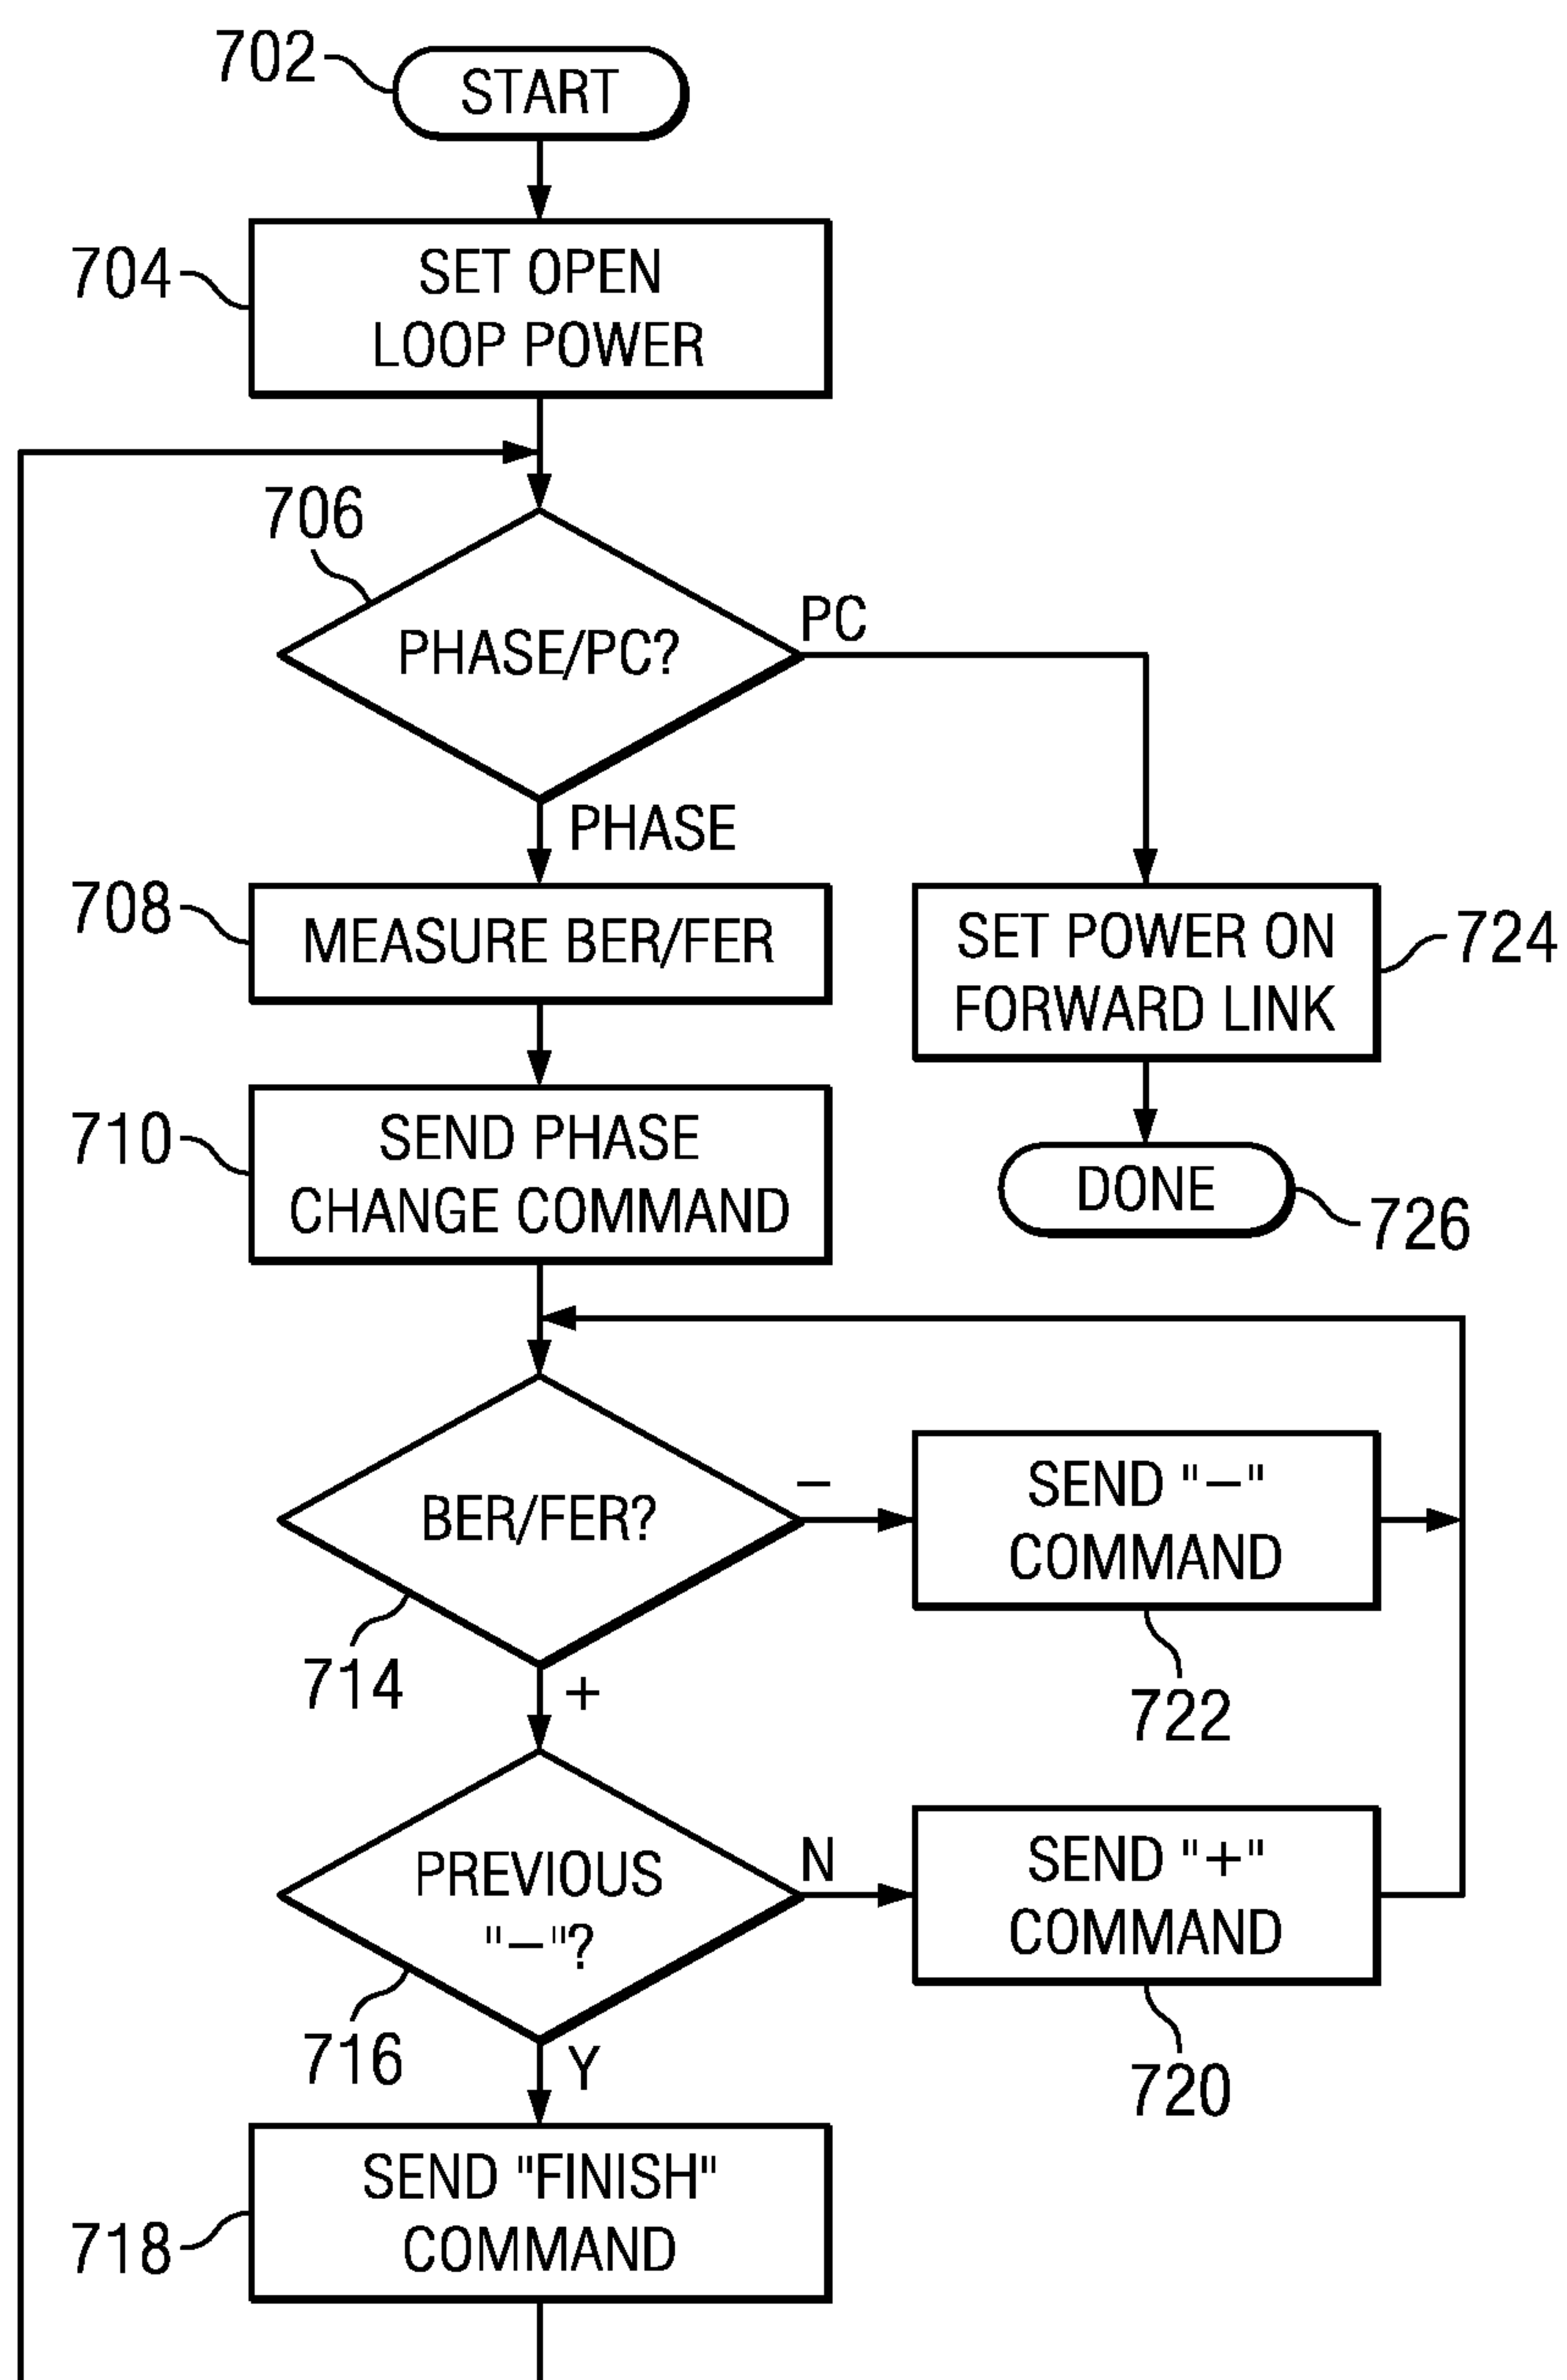 702
START
704
SET OPEN
LOOP POWER
706
PHASE/PC?
PC
PHASE
708
MEASURE BER/FER
SET POWER ON
FORWARD LINK
724
710
SEND PHASE
CHANGE COMMAND
DONE
726
BER/FER?
–
SEND "–"
COMMAND
714
+
722
PREVIOUS
"–"?
N
SEND "+"
COMMAND
716
Y
720
SEND "FINISH"
COMMAND
718